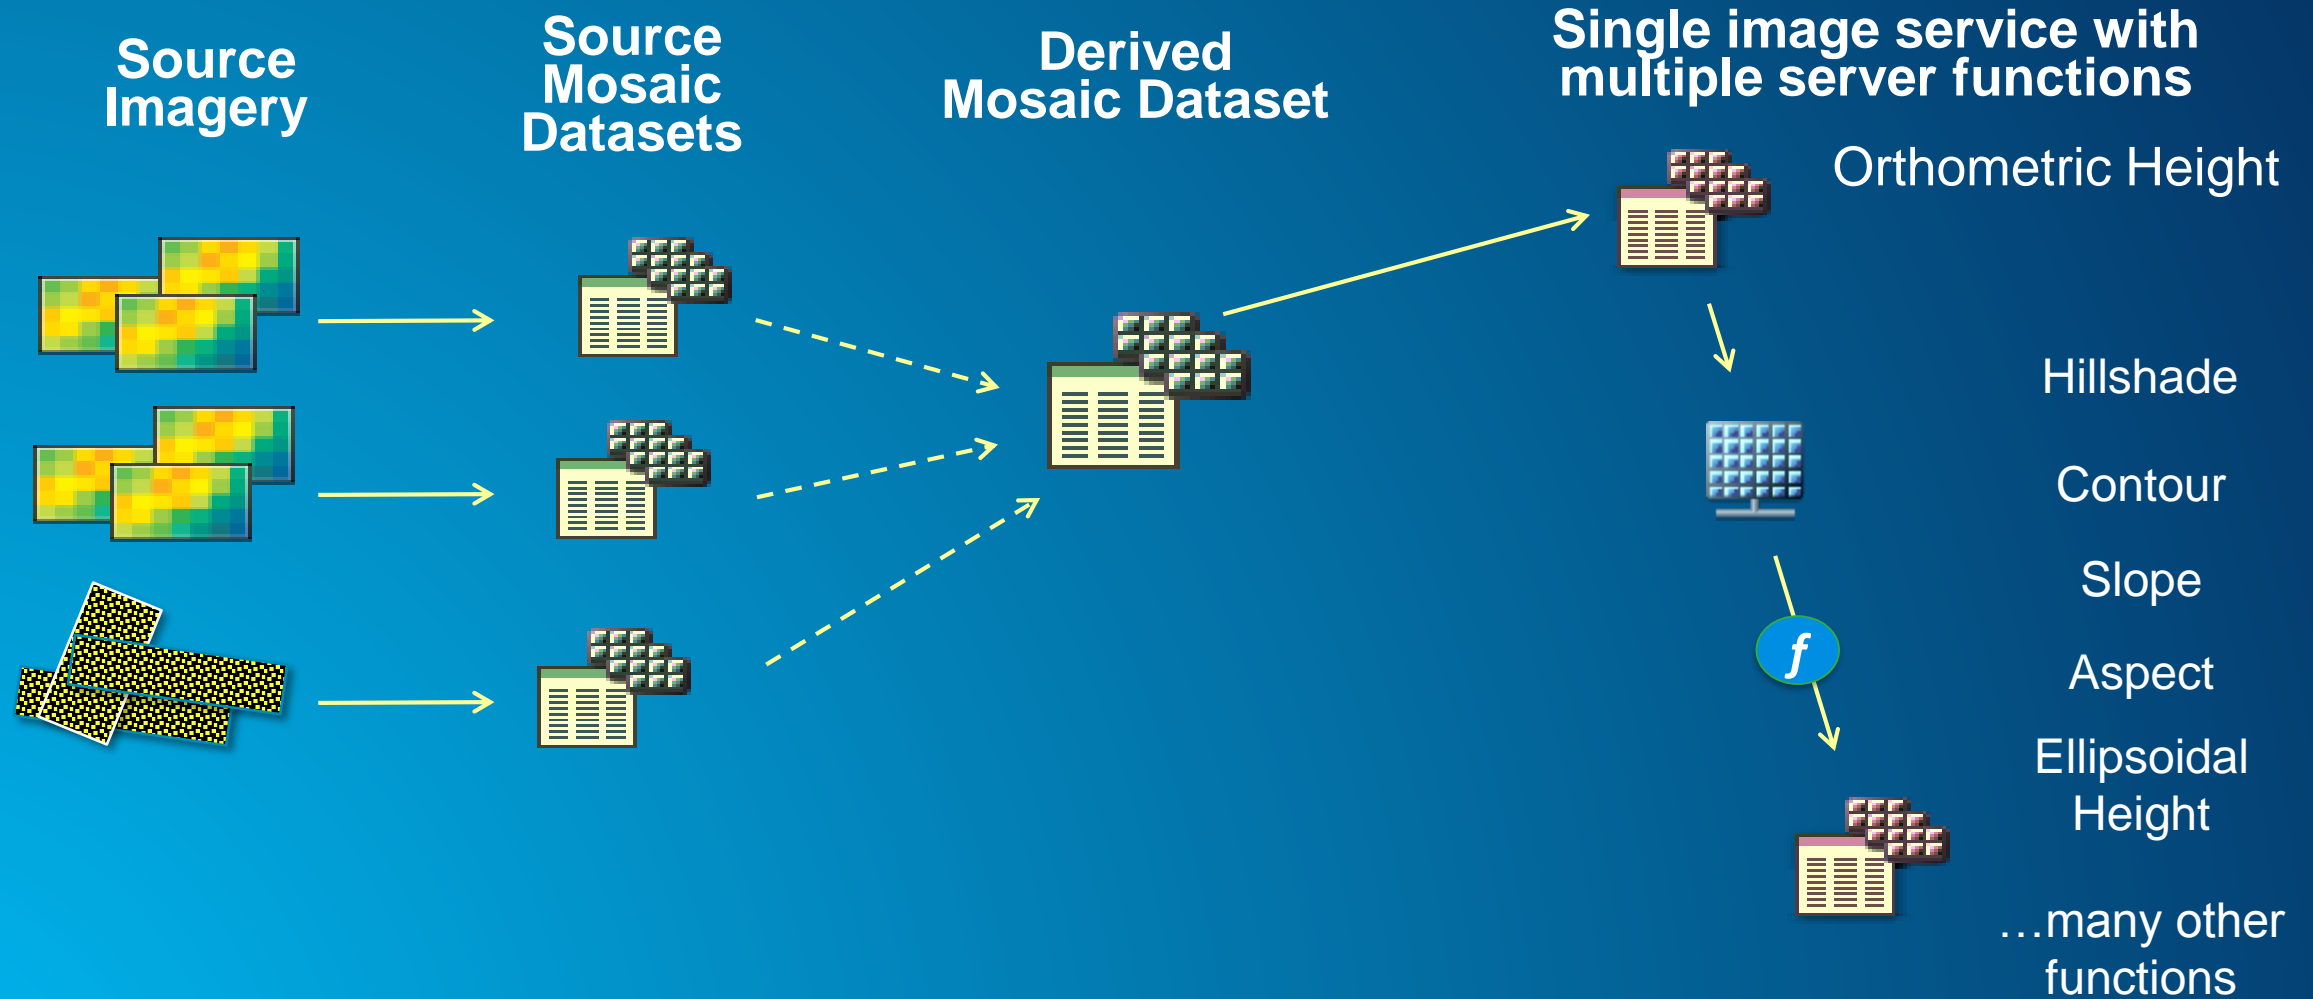 Source
Imagery
Source
Mosaic
Datasets
Derived
Mosaic Dataset
Single image service with
multiple server functions
Orthometric Height
Hillshade
Contour
Slope
f
Aspect
Ellipsoidal
Height
…many other
functions